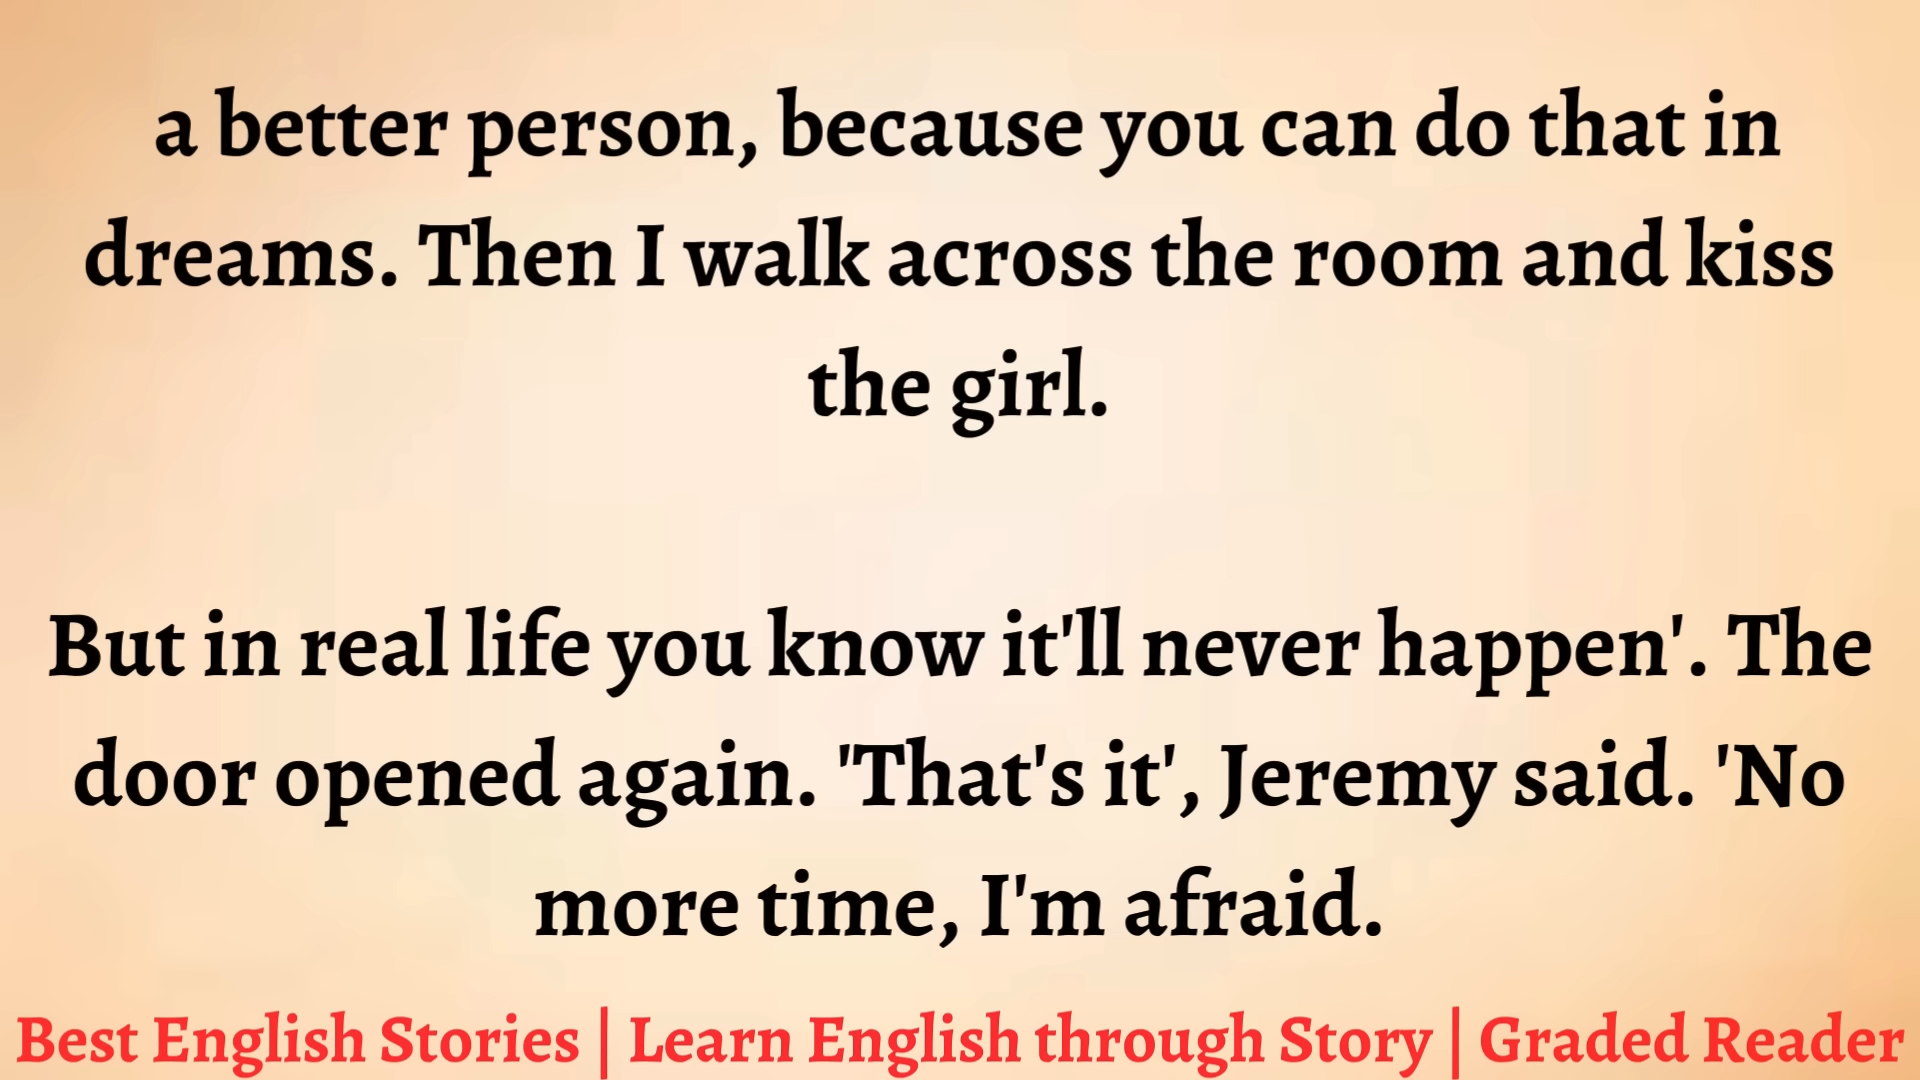 a better person, because you can do that in
dreams. Then I walk across the room and kiss
the girl.
But in real life you know it'll never happen'. The
door opened again. 'That's it', Jeremy said. 'No
more time, I'm afraid.
Best English Stories | Learn English through Story | Graded Reader